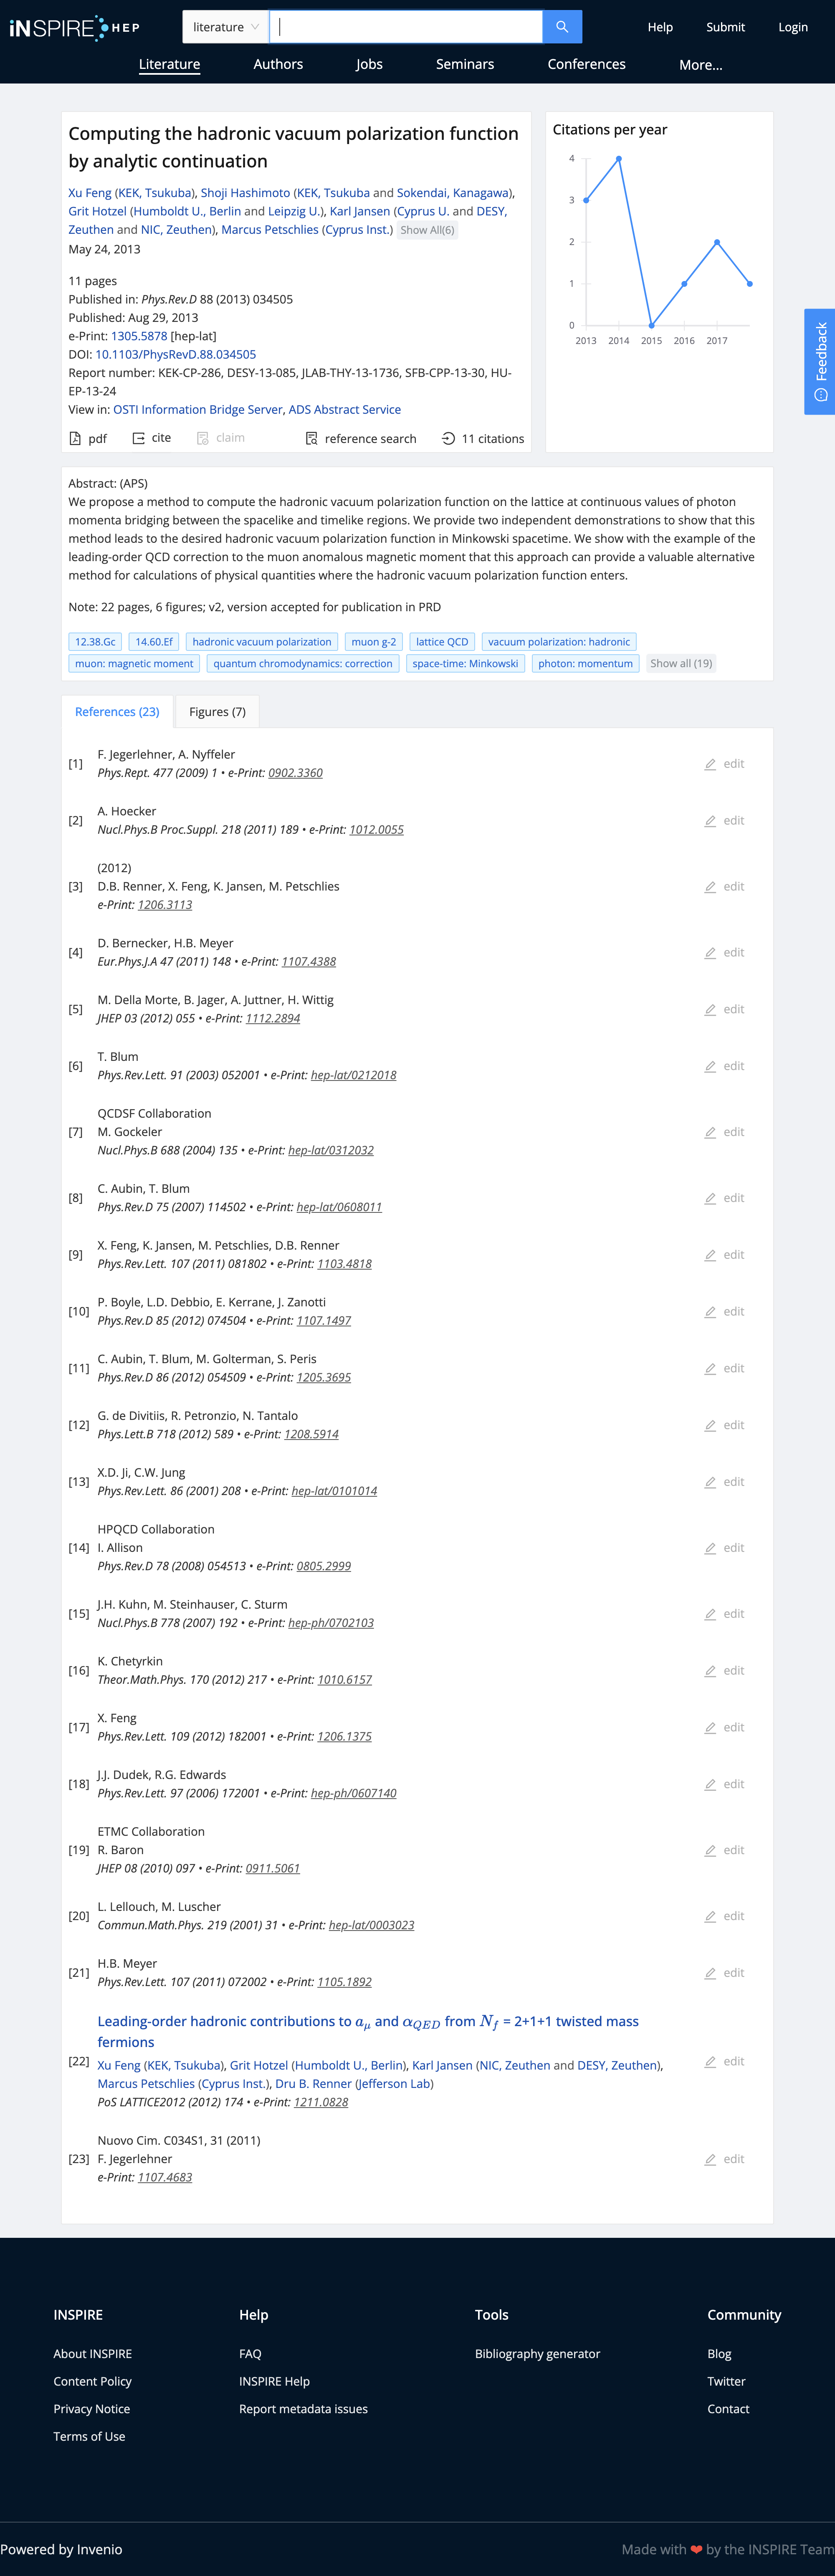 iNSPIRE HEP
literature
Help Submit Login
Literature Authors Jobs Seminars Conferences More...
Computing the hadronic vacuum polarization function
by analytic continuation
Xu Feng (KEK, Tsukuba), Shoji Hashimoto (KEK, Tsukuba and Sokendai, Kanagawa),
Grit Hotzel (Humboldt U., Berlin and Leipzig U.), Karl Jansen (Cyprus U. and DESY,
Zeuthen and NIC, Zeuthen), Marcus Petschlies (Cyprus Inst.) Show All(6)
May 24, 2013
11 pages
Published in: Phys.Rev.D 88 (2013) 034505
Published: Aug 29, 2013
e-Print: 1305.5878 [hep-lat]
DOI: 10.1103/PhysRevD.88.034505
Report number: KEK-CP-286, DESY-13-085, JLAB-THY-13-1736, SFB-CPP-13-30, HU-
EP-13-24
View in: OSTI Information Bridge Server, ADS Abstract Service
pdf cite claim reference search 11 citations
Citations per year
4
3
2
1
0
2013 2014 2015 2016 2017
Feedback
Abstract: (APS)
We propose a method to compute the hadronic vacuum polarization function on the lattice at continuous values of photon
momenta bridging between the spacelike and timelike regions. We provide two independent demonstrations to show that this
method leads to the desired hadronic vacuum polarization function in Minkowski spacetime. We show with the example of the
leading-order QCD correction to the muon anomalous magnetic moment that this approach can provide a valuable alternative
method for calculations of physical quantities where the hadronic vacuum polarization function enters.
Note: 22 pages, 6 figures; v2, version accepted for publication in PRD
12.38.Gc 14.60.Ef hadronic vacuum polarization muon g-2 lattice QCD vacuum polarization: hadronic
muon: magnetic moment quantum chromodynamics: correction space-time: Minkowski photon: momentum Show all (19)
References (23) Figures (7)
F. Jegerlehner, A. Nyffeler
[1] edit
Phys.Rept. 477 (2009) 1 • e-Print: 0902.3360
A. Hoecker
[2] edit
Nucl.Phys.B Proc.Suppl. 218 (2011) 189 • e-Print: 1012.0055
(2012)
[3] D.B. Renner, X. Feng, K. Jansen, M. Petschlies edit
e-Print: 1206.3113
D. Bernecker, H.B. Meyer
[4] edit
Eur.Phys.J.A 47 (2011) 148 • e-Print: 1107.4388
M. Della Morte, B. Jager, A. Juttner, H. Wittig
[5] edit
JHEP 03 (2012) 055 • e-Print: 1112.2894
T. Blum
[6] edit
Phys.Rev.Lett. 91 (2003) 052001 • e-Print: hep-lat/0212018
QCDSF Collaboration
[7] M. Gockeler edit
Nucl.Phys.B 688 (2004) 135 • e-Print: hep-lat/0312032
C. Aubin, T. Blum
[8] edit
Phys.Rev.D 75 (2007) 114502 • e-Print: hep-lat/0608011
X. Feng, K. Jansen, M. Petschlies, D.B. Renner
[9] edit
Phys.Rev.Lett. 107 (2011) 081802 • e-Print: 1103.4818
P. Boyle, L.D. Debbio, E. Kerrane, J. Zanotti
[10] edit
Phys.Rev.D 85 (2012) 074504 • e-Print: 1107.1497
C. Aubin, T. Blum, M. Golterman, S. Peris
[11] edit
Phys.Rev.D 86 (2012) 054509 • e-Print: 1205.3695
G. de Divitiis, R. Petronzio, N. Tantalo
[12] edit
Phys.Lett.B 718 (2012) 589 • e-Print: 1208.5914
X.D. Ji, C.W. Jung
[13] edit
Phys.Rev.Lett. 86 (2001) 208 • e-Print: hep-lat/0101014
HPQCD Collaboration
[14] I. Allison edit
Phys.Rev.D 78 (2008) 054513 • e-Print: 0805.2999
J.H. Kuhn, M. Steinhauser, C. Sturm
[15] edit
Nucl.Phys.B 778 (2007) 192 • e-Print: hep-ph/0702103
K. Chetyrkin
[16] edit
Theor.Math.Phys. 170 (2012) 217 • e-Print: 1010.6157
X. Feng
[17] edit
Phys.Rev.Lett. 109 (2012) 182001 • e-Print: 1206.1375
J.J. Dudek, R.G. Edwards
[18] edit
Phys.Rev.Lett. 97 (2006) 172001 • e-Print: hep-ph/0607140
ETMC Collaboration
[19] R. Baron edit
JHEP 08 (2010) 097 • e-Print: 0911.5061
L. Lellouch, M. Luscher
[20] edit
Commun.Math.Phys. 219 (2001) 31 • e-Print: hep-lat/0003023
H.B. Meyer
[21] edit
Phys.Rev.Lett. 107 (2011) 072002 • e-Print: 1105.1892
Leading-order hadronic contributions to aμ and αQED from Nf = 2+1+1 twisted mass
fermions
[22] Xu Feng (KEK, Tsukuba), Grit Hotzel (Humboldt U., Berlin), Karl Jansen (NIC, Zeuthen and DESY, Zeuthen), edit
Marcus Petschlies (Cyprus Inst.), Dru B. Renner (Jefferson Lab)
PoS LATTICE2012 (2012) 174 • e-Print: 1211.0828
Nuovo Cim. C034S1, 31 (2011)
[23] F. Jegerlehner edit
e-Print: 1107.4683
INSPIRE Help Tools Community
About INSPIRE FAQ Bibliography generator Blog
Content Policy INSPIRE Help Twitter
Privacy Notice Report metadata issues Contact
Terms of Use
Powered by Invenio Made with ❤ by the INSPIRE Team